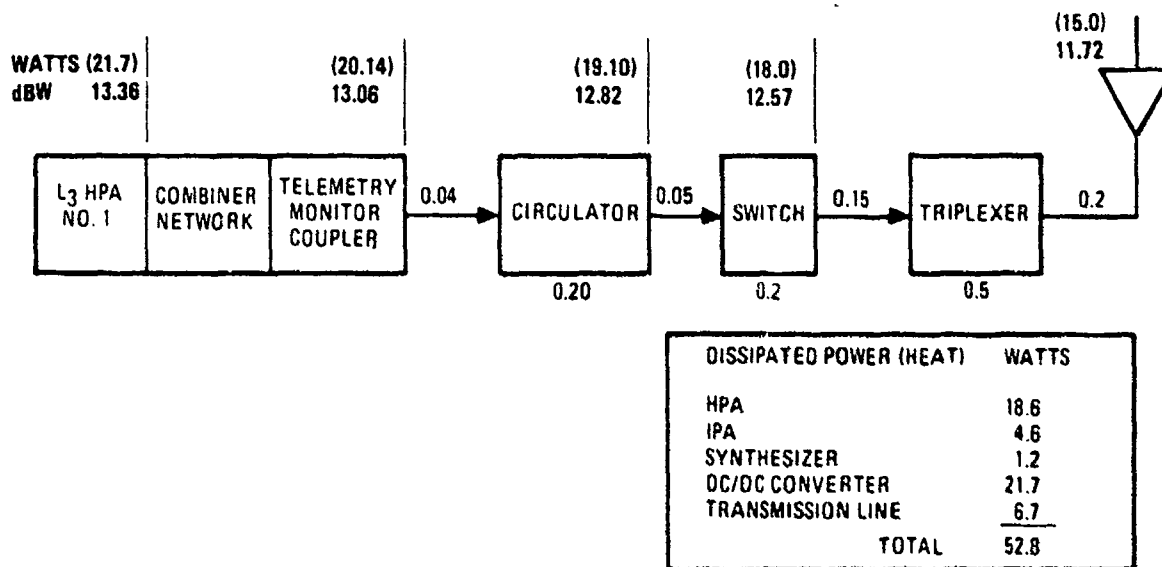 WATTS (21.7)
dBW 13.36
(20.14)
13.06
(19.10)
12.82
(18.0)
12.57
(15.0)
11.72
L3 HPA
NO. 1
COMBINER
NETWORK
TELEMETRY
MONITOR
COUPLER
0.04
CIRCULATOR
0.20
0.05
SWITCH
0.2
0.15
TRIPLEXER
0.5
0.2
DISSIPATED POWER (HEAT) WATTS
HPA 18.6
IPA 4.6
SYNTHESIZER 1.2
DC/DC CONVERTER 21.7
TRANSMISSION LINE 6.7
TOTAL 52.8